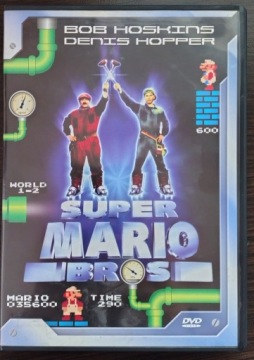 BOB HOSKINS
DENIS HOPPER
600
WORLD
1-2
SUPER
MARIO
BROS
MARIO TIME
035600 290
DVD